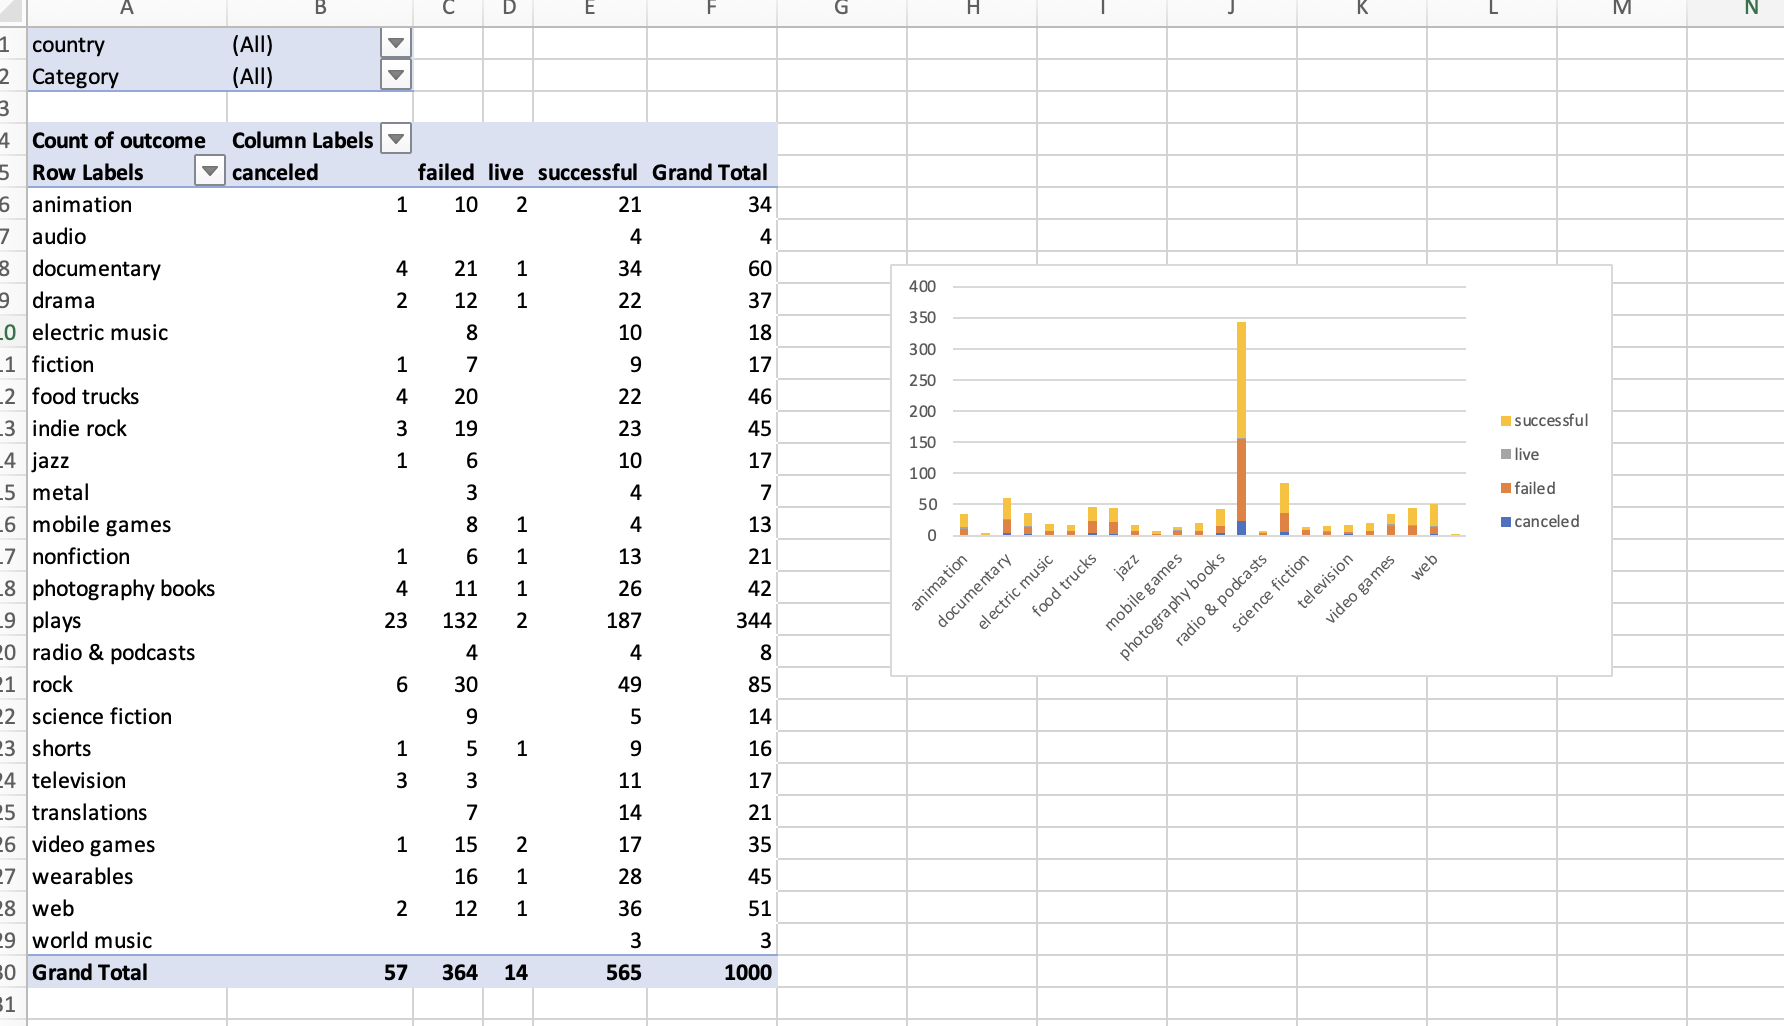 A B C D E F G H I J K L M N
1 country (All)
2 Category (All)
3
4 Count of outcome Column Labels
5 Row Labels canceled failed live successful Grand Total
6 animation 1 10 2 21 34
7 audio 4 4
8 documentary 4 21 1 34 60
9 drama 2 12 1 22 37
0 electric music 8 10 18
1 fiction 1 7 9 17
2 food trucks 4 20 22 46
3 indie rock 3 19 23 45
4 jazz 1 6 10 17
5 metal 3 4 7
6 mobile games 8 1 4 13
7 nonfiction 1 6 1 13 21
8 photography books 4 11 1 26 42
9 plays 23 132 2 187 344
20 radio & podcasts 4 4 8
21 rock 6 30 49 85
22 science fiction 9 5 14
23 shorts 1 5 1 9 16
24 television 3 3 11 17
25 translations 7 14 21
26 video games 1 15 2 17 35
27 wearables 16 1 28 45
28 web 2 12 1 36 51
29 world music 3 3
30 Grand Total 57 364 14 565 1000
31
400
350
300
250
200
150
100
50
0
animation
documentary
electric music
food trucks
jazz
mobile games
photography books
radio & podcasts
science fiction
television
video games
web
successful
live
failed
canceled